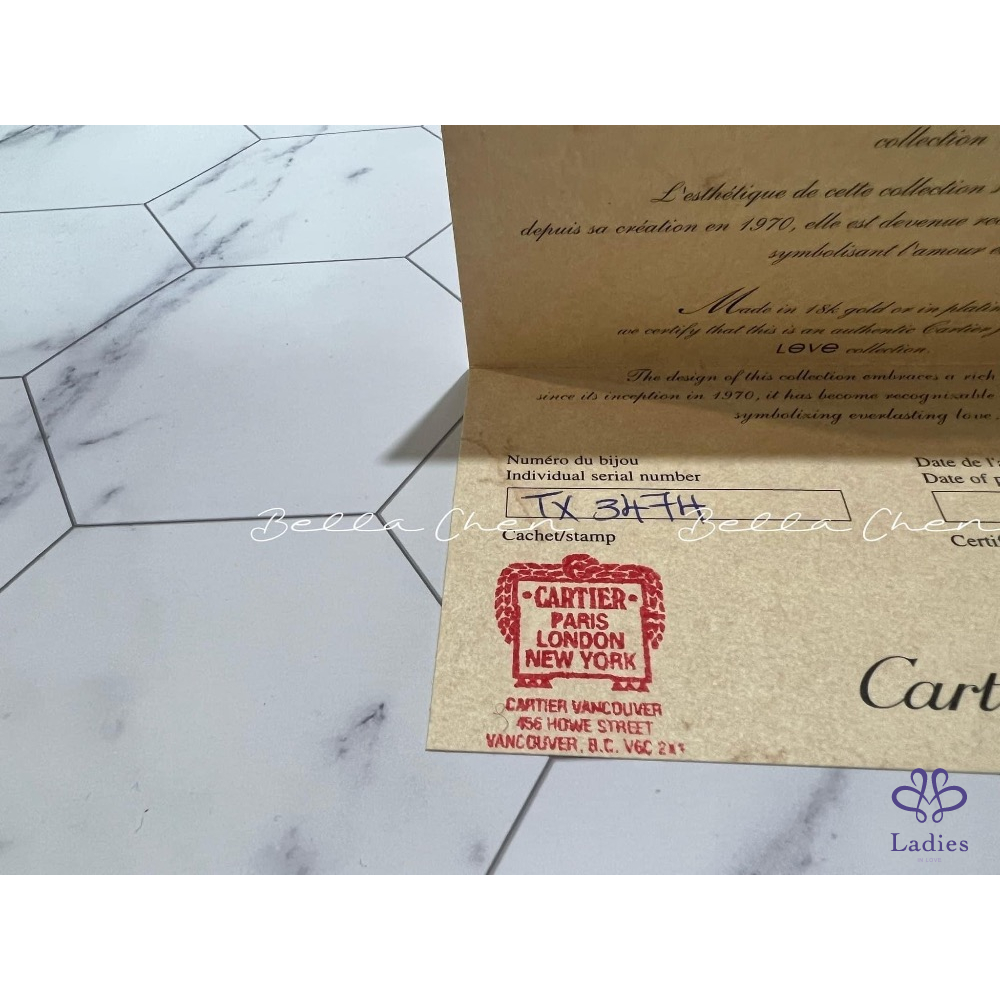 collection
L'esthétique de cette collection
depuis sa création en 1970, elle est devenue
symbolisant l'amour
Made in 18k gold or in
we certify that this is an authentic Cartier
LOVE collection.
The design of this collection embraces a rich
since its inception in 1970, it has become recognizable
symbolizing everlasting love
Numéro du bijou
Individual serial number
TX 3474
Cachet/stamp
Date de
Date of
CARTIER
PARIS
LONDON
NEW YORK
CARTIER VANCOUVER
456 HOWE STREET
VANCOUVER, B.C. V6C 2X1
Bella Chen
Bella Chen
Ladies
IN LOVE